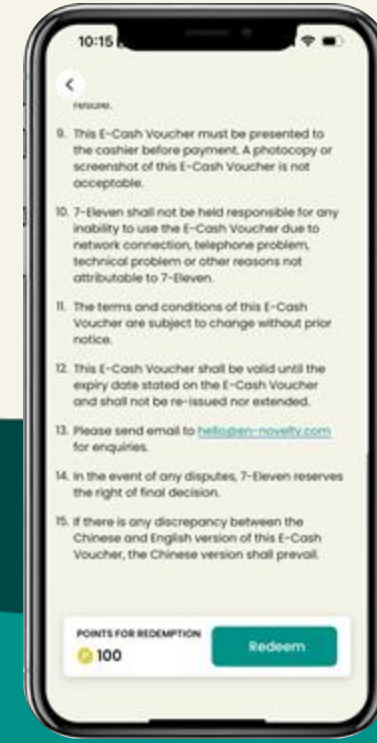 10:15
resale.
9. This E-Cash Voucher must be presented to
the cashier before payment. A photocopy or
screenshot of this E-Cash Voucher is not
acceptable.
10. 7-Eleven shall not be held responsible for any
inability to use the E-Cash Voucher due to
network connection, telephone problem,
technical problem or other reasons not
attributable to 7-Eleven.
11. The terms and conditions of this E-Cash
Voucher are subject to change without prior
notice.
12. This E-Cash Voucher shall be valid until the
expiry date stated on the E-Cash Voucher
and shall not be re-issued nor extended.
13. Please send email to hello@en-novelty.com
for enquiries.
14. In the event of any disputes, 7-Eleven reserves
the right of final decision.
15. If there is any discrepancy between the
Chinese and English version of this E-Cash
Voucher, the Chinese version shall prevail.
POINTS FOR REDEMPTION
P 100
Redeem